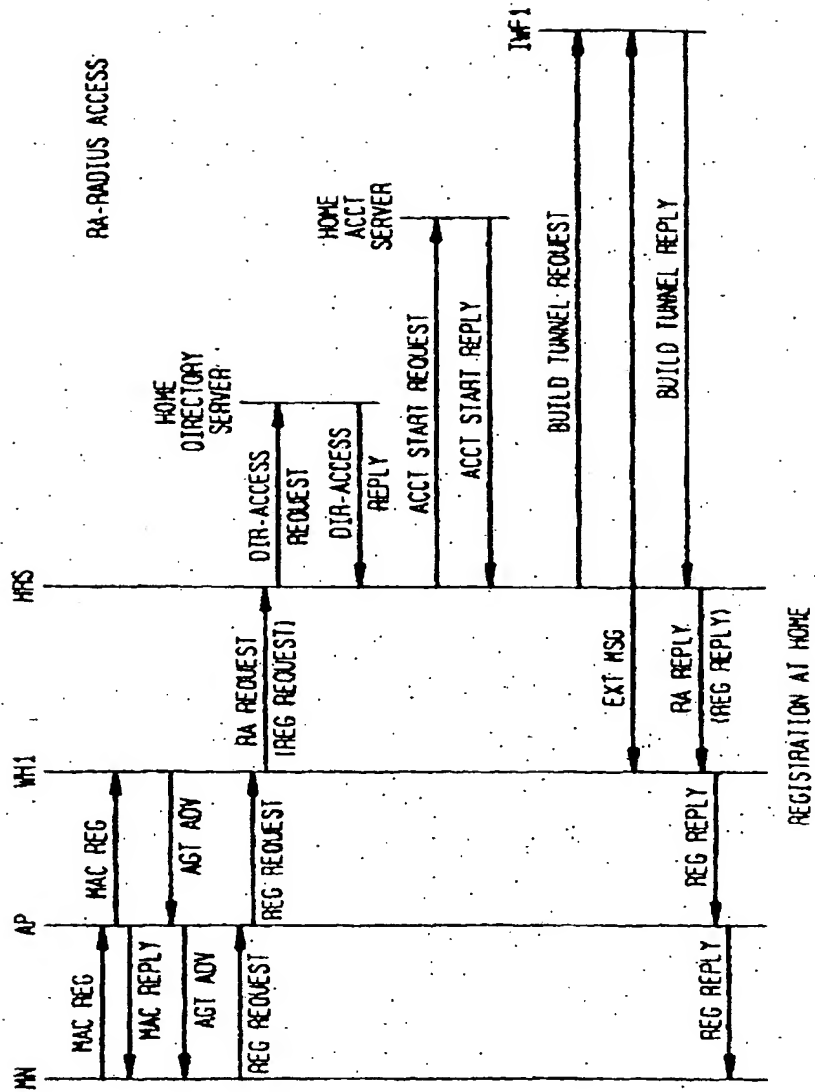 MN
AP
WH1
HRS
MAC REG
MAC REG
MAC REPLY
RA-RADIUS ACCESS
AGT ADV
AGT ADV
HOME
DIRECTORY
SERVER
REG REQUEST
REG REQUEST
RA REQUEST
(REG REQUEST)
DIR-ACCESS
REQUEST
DIR-ACCESS
REPLY
HOME
ACCT
SERVER
ACCT START REQUEST
ACCT START REPLY
IWF1
BUILD TUNNEL REQUEST
EXT MSG
BUILD TUNNEL REPLY
RA REPLY
(REG REPLY)
REG REPLY
REG REPLY
REGISTRATION AT HOME